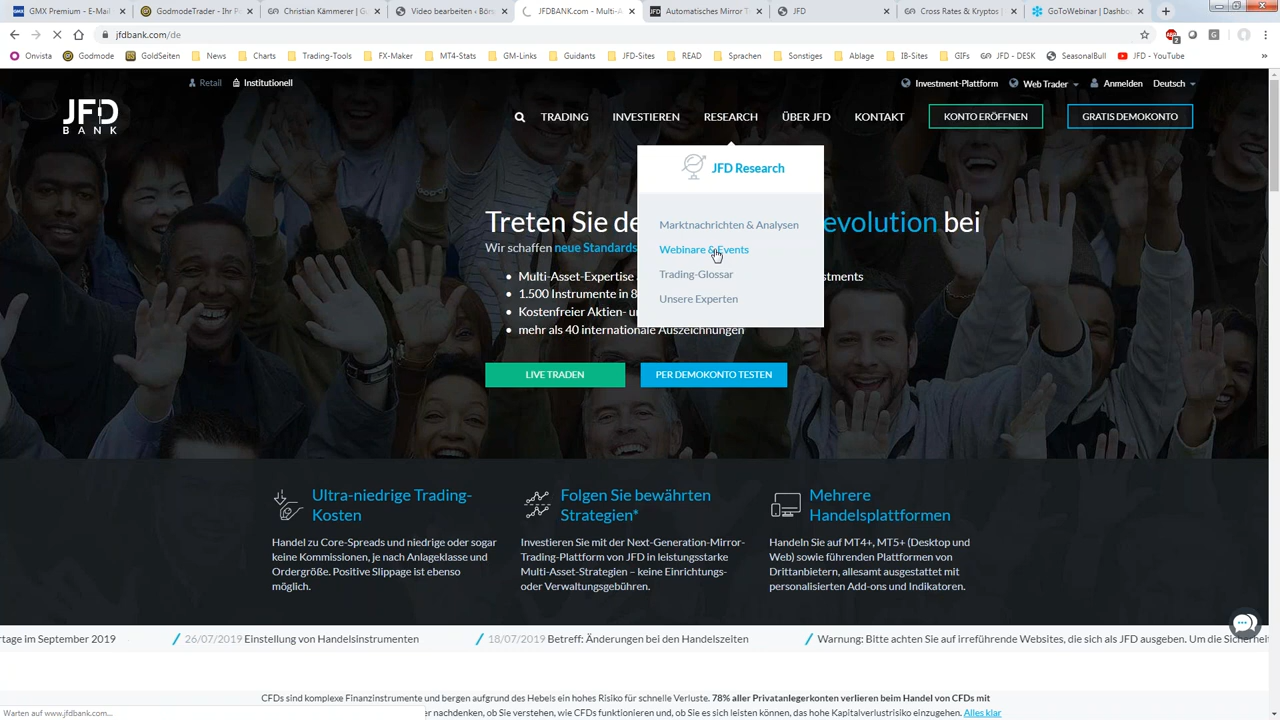 GMX Premium - E-Mail
GodmodeTrader - Ihr P
Christian Kämmerer | G
Video bearbeiten ‹ Börs
JFDBANK.com - Multi-A
Automatisches Mirror T
JFD
Cross Rates & Kryptos |
GoToWebinar | Dashbo
jfdbank.com/de
Onvista Godmode GoldSeiten News Charts Trading-Tools FX-Maker MT4-Stats GM-Links Guidants JFD-Sites READ Sprachen Sonstiges Ablage IB-Sites GIFs JFD - DESK SeasonalBull JFD - YouTube »
Retail Institutionell
Investment-Plattform Web Trader Anmelden Deutsch
JFD
BANK
TRADING INVESTIEREN RESEARCH ÜBER JFD KONTAKT KONTO ERÖFFNEN GRATIS DEMOKONTO
JFD Research
Marktnachrichten & Analysen
Webinare & Events
Trading-Glossar
Unsere Experten
Treten Sie de evolution bei
Wir schaffen neue Standards
• Multi-Asset-Expertise stments
• 1.500 Instrumente in 8
• Kostenfreier Aktien- u
• mehr als 40 internationale Auszeichnungen
LIVE TRADEN PER DEMOKONTO TESTEN
Ultra-niedrige Trading-
Kosten
Handel zu Core-Spreads und niedrige oder sogar
keine Kommissionen, je nach Anlageklasse und
Ordergröße. Positive Slippage ist ebenso
möglich.
Folgen Sie bewährten
Strategien*
Investieren Sie mit der Next-Generation-Mirror-
Trading-Plattform von JFD in leistungsstarke
Multi-Asset-Strategien – keine Einrichtungs-
oder Verwaltungsgebühren.
Mehrere
Handelsplattformen
Handeln Sie auf MT4+, MT5+ (Desktop und
Web) sowie führenden Plattformen von
Drittanbietern, allesamt ausgestattet mit
personalisierten Add-ons und Indikatoren.
rtage im September 2019 26/07/2019 Einstellung von Handelsinstrumenten 18/07/2019 Betreff: Änderungen bei den Handelszeiten Warnung: Bitte achten Sie auf irreführende Websites, die sich als JFD ausgeben. Um die Sicherheit
CFDs sind komplexe Finanzinstrumente und bergen aufgrund des Hebels ein hohes Risiko für schnelle Verluste. 78% aller Privatanlegerkonten verlieren beim Handel von CFDs mit
er nachdenken, ob Sie verstehen, wie CFDs funktionieren und, ob Sie es sich leisten können, das hohe Kapitalverlustrisiko einzugehen. Alles klar
Warten auf www.jfdbank.com...